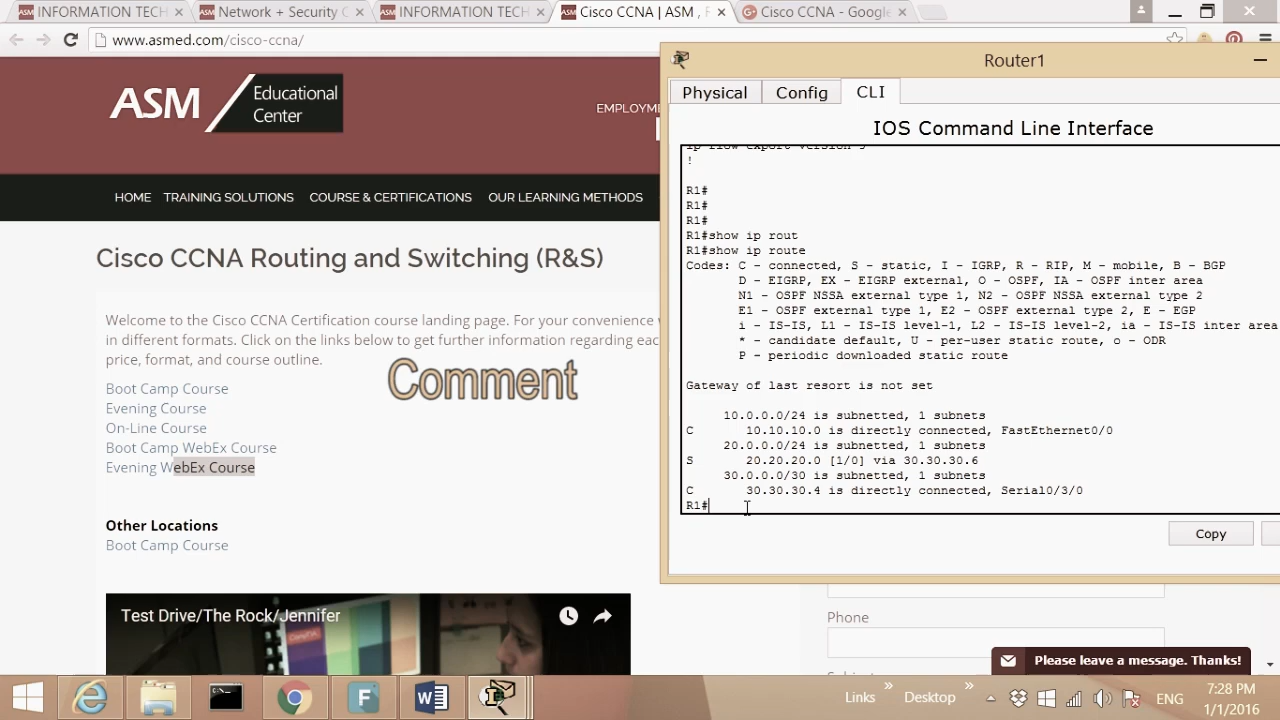 INFORMATION TECH
Network + Security C
INFORMATION TECH
Cisco CCNA | ASM , F
Cisco CCNA - Google
www.asmed.com/cisco-ccna/
ASM
Educational
Center
EMPLOYME
HOME
TRAINING SOLUTIONS
COURSE & CERTIFICATIONS
OUR LEARNING METHODS
Cisco CCNA Routing and Switching (R&S)
Welcome to the Cisco CCNA Certification course landing page. For your convenience
in different formats. Click on the links below to get further information regarding eac
price, format, and course outline.
Comment
Boot Camp Course
Evening Course
On-Line Course
Boot Camp WebEx Course
Evening WebEx Course
Other Locations
Boot Camp Course
Test Drive/The Rock/Jennifer
Router1
Physical
Config
CLI
IOS Command Line Interface
ip flow export version 9
!
R1#
R1#
R1#
R1#show ip rout
R1#show ip route
Codes: C - connected, S - static, I - IGRP, R - RIP, M - mobile, B - BGP
D - EIGRP, EX - EIGRP external, O - OSPF, IA - OSPF inter area
N1 - OSPF NSSA external type 1, N2 - OSPF NSSA external type 2
E1 - OSPF external type 1, E2 - OSPF external type 2, E - EGP
i - IS-IS, L1 - IS-IS level-1, L2 - IS-IS level-2, ia - IS-IS inter area
* - candidate default, U - per-user static route, o - ODR
P - periodic downloaded static route
Gateway of last resort is not set
10.0.0.0/24 is subnetted, 1 subnets
C 10.10.10.0 is directly connected, FastEthernet0/0
20.0.0.0/24 is subnetted, 1 subnets
S 20.20.20.0 [1/0] via 30.30.30.6
30.0.0.0/30 is subnetted, 1 subnets
C 30.30.30.4 is directly connected, Serial0/3/0
R1#
Copy
Phone
Please leave a message. Thanks!
Links
Desktop
ENG
7:28 PM
1/1/2016